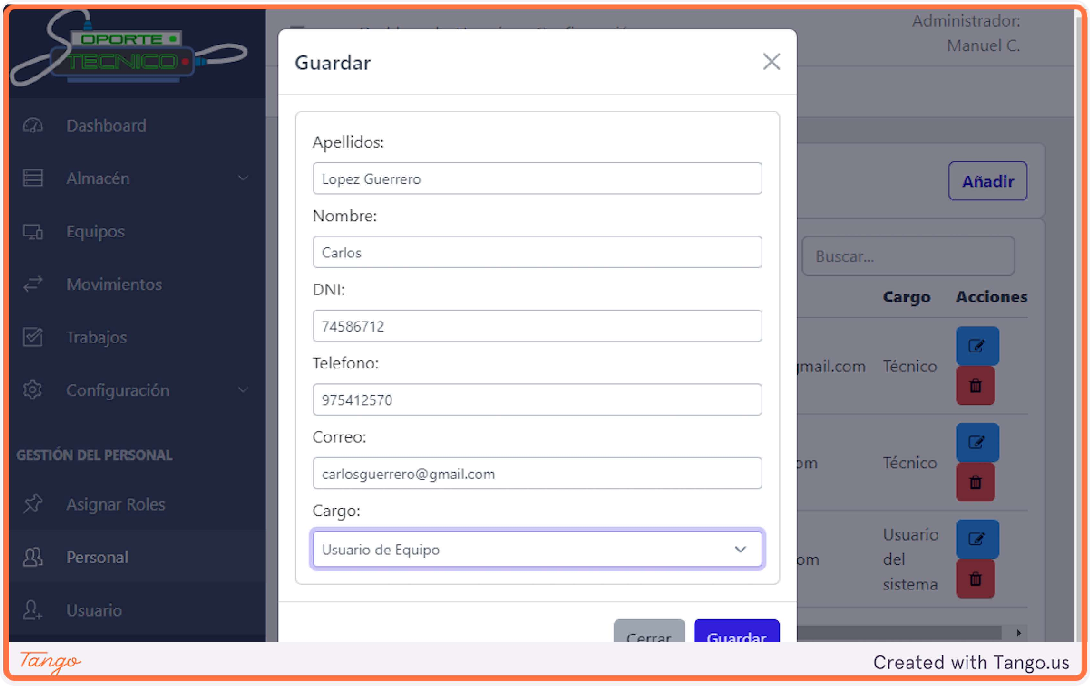 OPORTE
TECNICO
Administrador:
Manuel C.
Dashboard
Almacén
Equipos
Movimientos
Trabajos
Configuración
GESTIÓN DEL PERSONAL
Asignar Roles
Personal
Usuario
Guardar
Apellidos:
Lopez Guerrero
Nombre:
Carlos
DNI:
74586712
Telefono:
975412570
Correo:
carlosguerrero@gmail.com
Cargo:
Usuario de Equipo
Cerrar
Guardar
Añadir
Buscar...
Cargo Acciones
gmail.com Técnico
om Técnico
om Usuario
del
sistema
Tango
Created with Tango.us